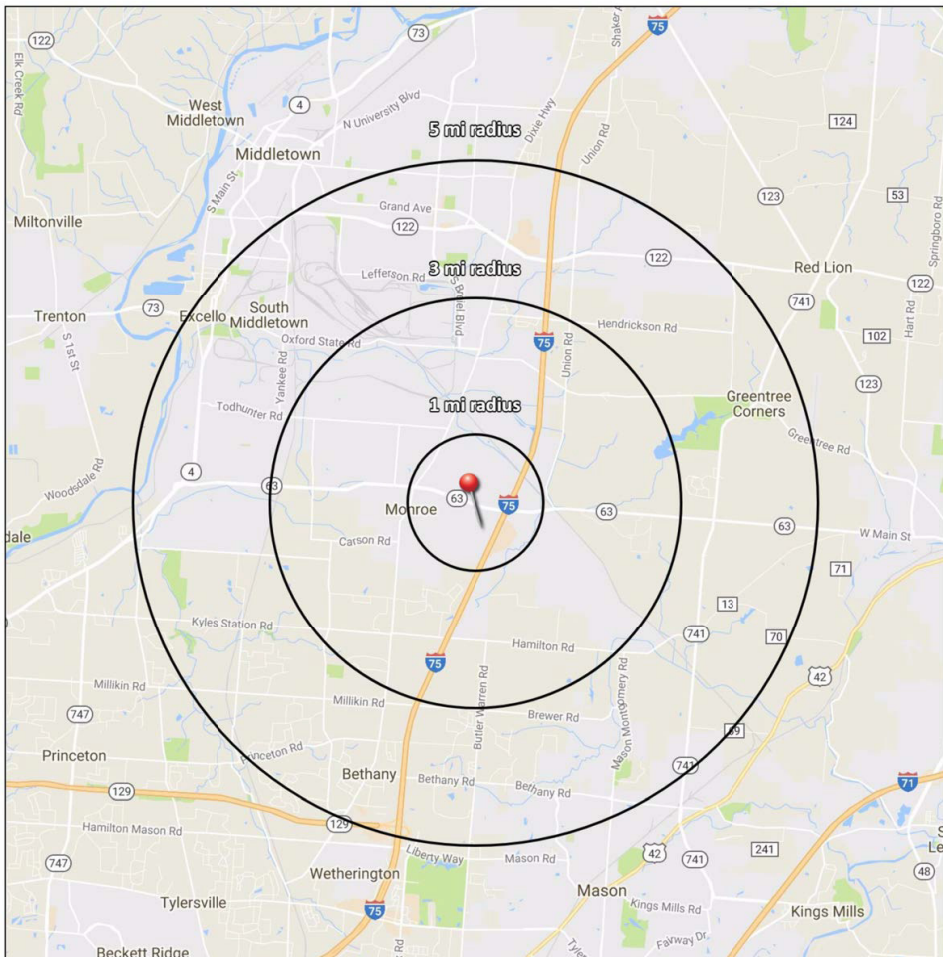 75
Shaker
73
122
Elk Creek Rd
West
Middletown
4
N University Blvd
Dixie Hwy
Union Rd
124
5 mi radius
Middletown
S Main St
123
53
Springboro Rd
Miltonville
Grand Ave
122
122
Red Lion
122
Lefferson Rd
3 mi radius
S Breiel Blvd
741
73
Trenton
Excello
South
Middletown
S 1st St
Hendrickson Rd
Hart Rd
Oxford State Rd
75
Union Rd
102
Yankee Rd
123
Greentree
Corners
Todhunter Rd
1 mi radius
Greentree Rd
4
Woodsdale Rd
63
63
75
Monroe
63
63
W Main St
dale
Carson Rd
71
13
Kyles Station Rd
741
70
Hamilton Rd
75
42
Millikin Rd
Millikin Rd
Butler Warren Rd
Brewer Rd
Mason Montgomery Rd
747
59
Princeton
Princeton Rd
741
Bethany
Bethany Rd
Bethany Rd
71
129
129
Hamilton Mason Rd
Liberty Way
Mason Rd
42
741
241
747
48
Wetherington
Mason
Tylersville
75
Kings Mills Rd
Kings Mills
Fairway Dr
Beckett Ridge